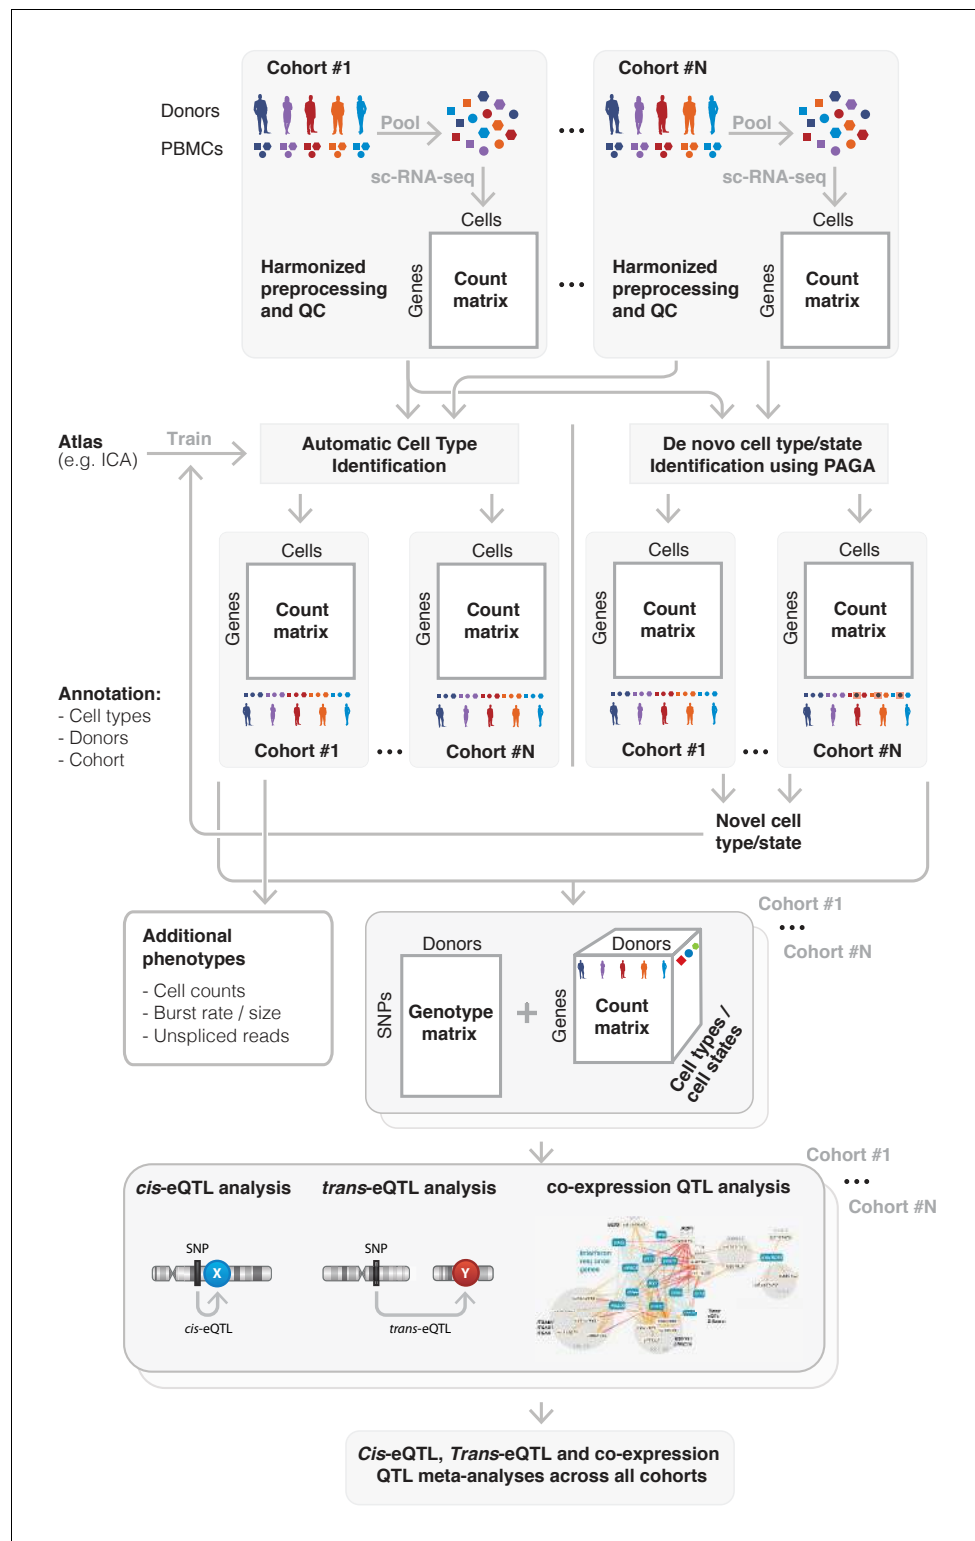 Cohort #1
Cohort #N
Donors
Pool
Pool
PBMCs
sc-RNA-seq
sc-RNA-seq
Cells
Cells
Harmonized
preprocessing
and QC
Genes
Count
matrix
Harmonized
preprocessing
and QC
Genes
Count
matrix
Atlas
(e.g. ICA)
Train
Automatic Cell Type
Identification
De novo cell type/state
Identification using PAGA
Cells
Cells
Cells
Cells
Genes
Count
matrix
Genes
Count
matrix
Genes
Count
matrix
Genes
Count
matrix
Annotation:
- Cell types
- Donors
- Cohort
Cohort #1
Cohort #N
Cohort #1
Cohort #N
Novel cell
type/state
Additional
phenotypes
- Cell counts
- Burst rate / size
- Unspliced reads
Cohort #1
Cohort #N
Donors
SNPs
Genotype
matrix
+
Donors
Genes
Count
matrix
Cell types /
cell states
Cohort #1
Cohort #N
cis-eQTL analysis
trans-eQTL analysis
co-expression QTL analysis
SNP
X
cis-eQTL
SNP
Y
trans-eQTL
Cis-eQTL, Trans-eQTL and co-expression
QTL meta-analyses across all cohorts